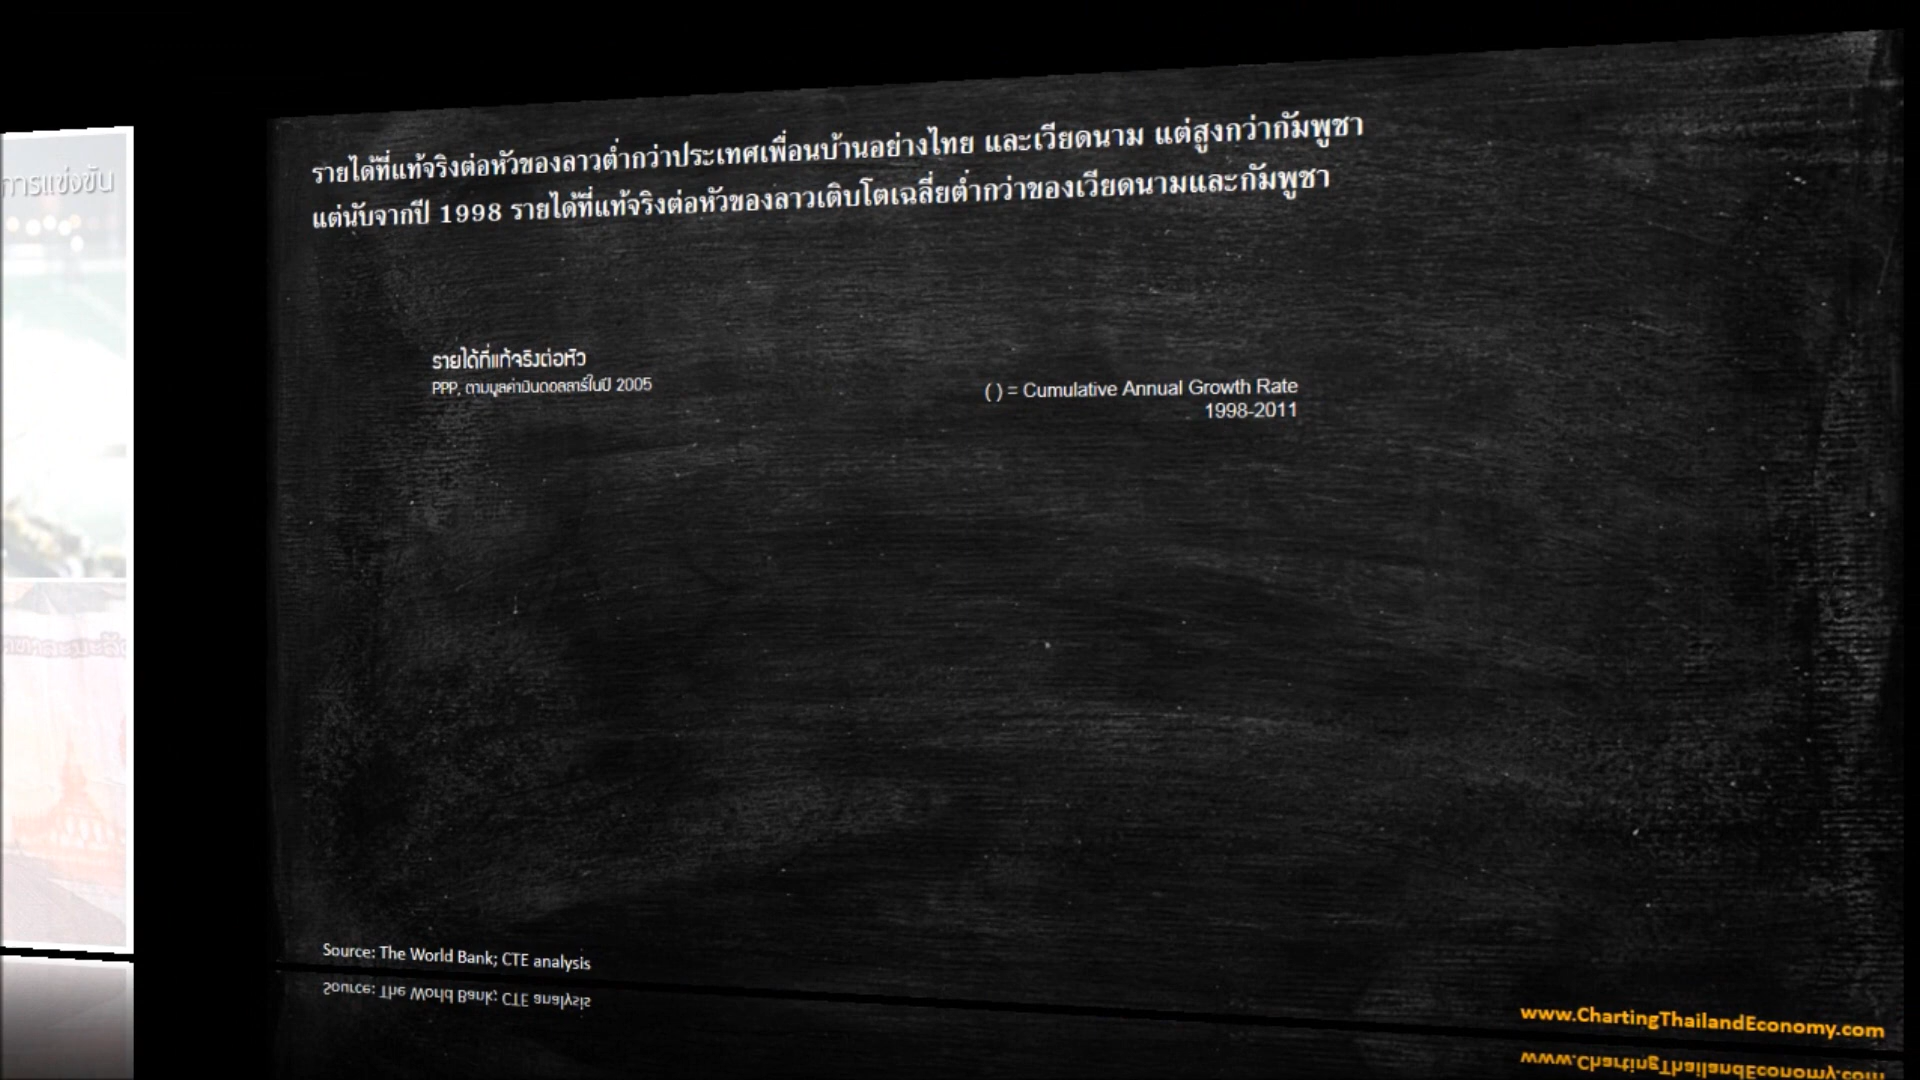 การแข่งขัน
รายได้ที่แท้จริงต่อหัวของลาวต่ำกว่าประเทศเพื่อนบ้านอย่างไทย และเวียดนาม แต่สูงกว่ากัมพูชา
แต่นับจากปี 1998 รายได้ที่แท้จริงต่อหัวของลาวเติบโตเฉลี่ยต่ำกว่าของเวียดนามและกัมพูชา
รายได้ที่แท้จริงต่อหัว
PPP, ตามมูลค่าเงินดอลลาร์ในปี 2005
( ) = Cumulative Annual Growth Rate
1998-2011
Source: The World Bank; CTE analysis
www.ChartingThailandEconomy.com